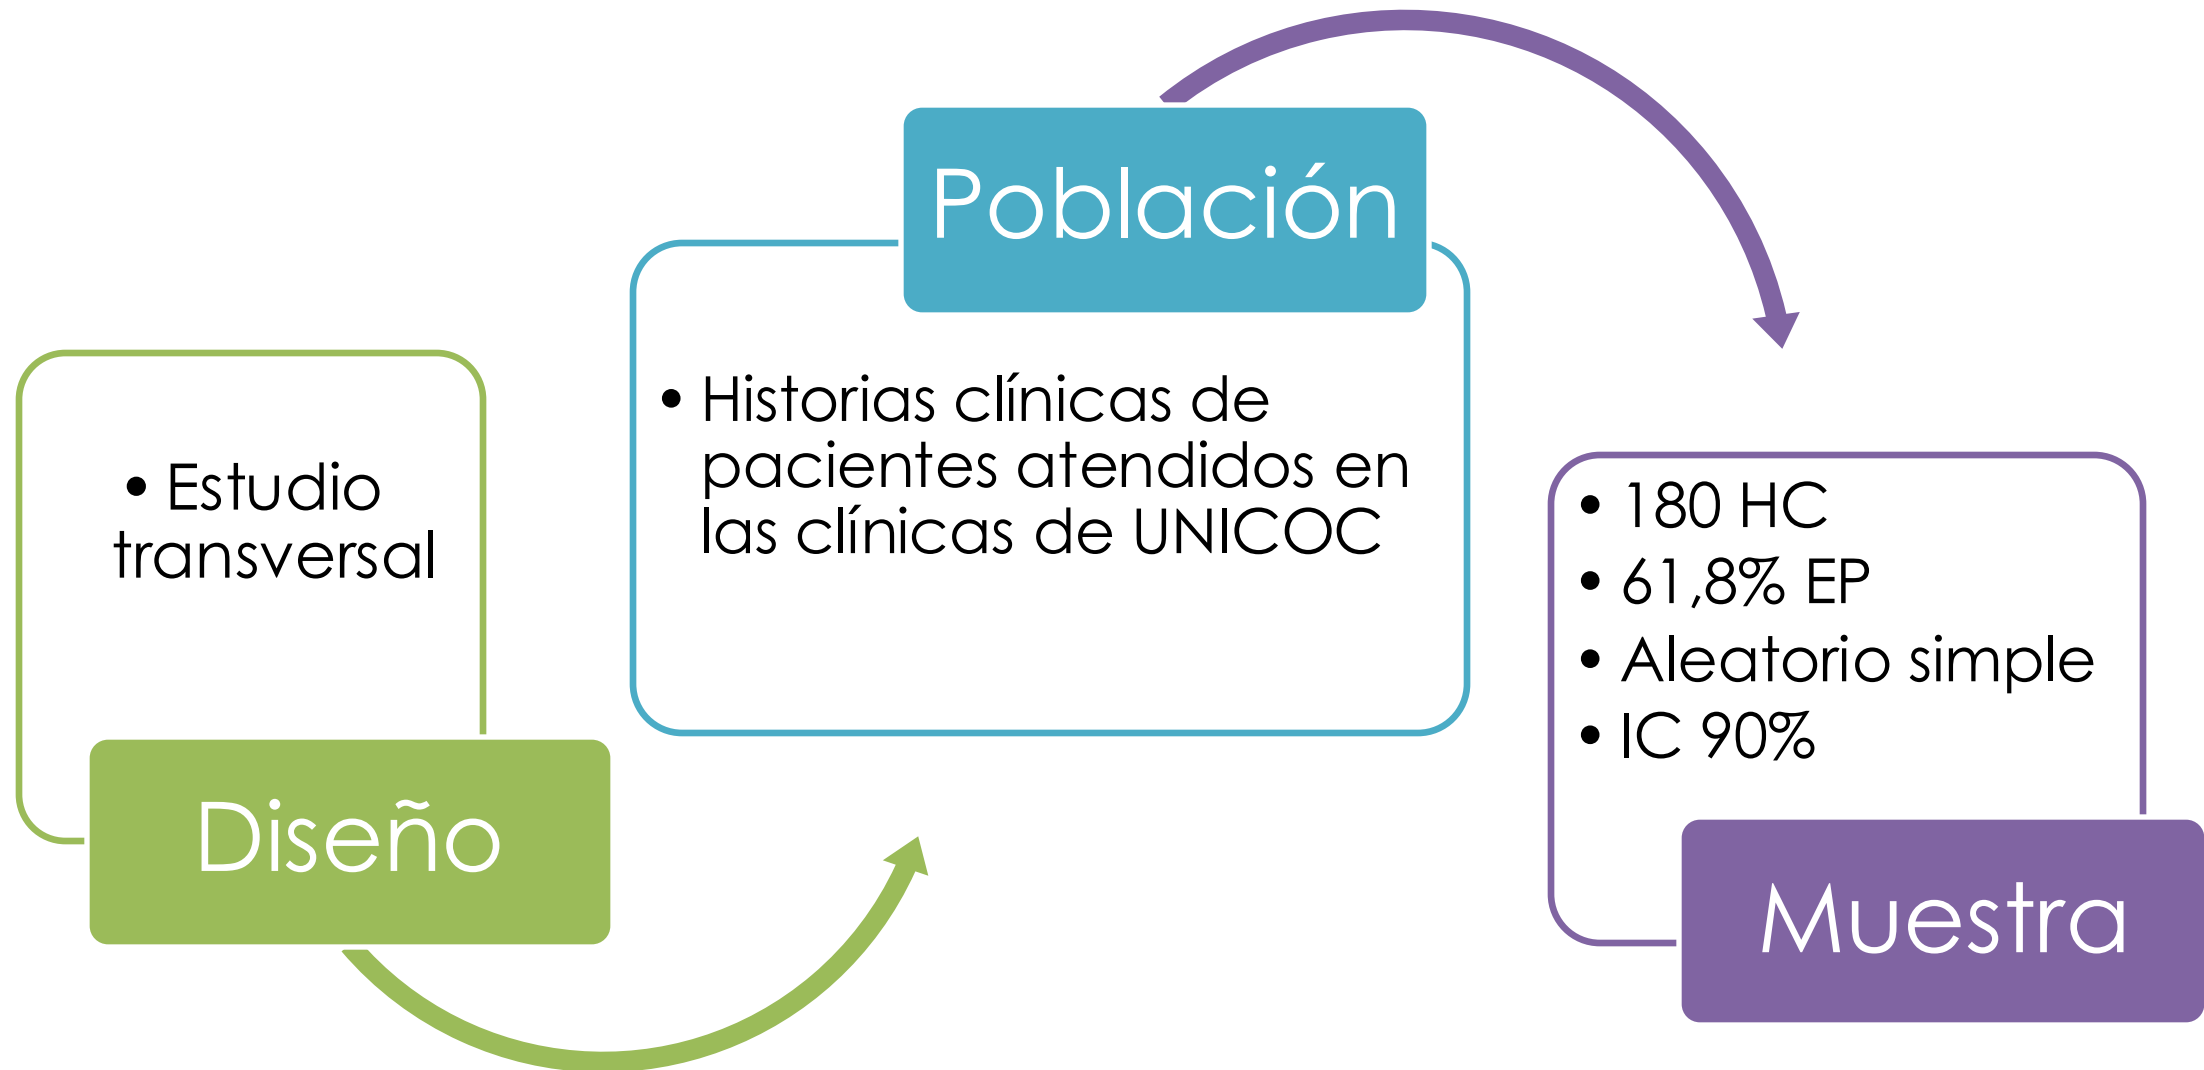 • Estudio
transversal
Diseño
Población
• Historias clínicas de
pacientes atendidos en
las clínicas de UNICOC
• 180 HC
• 61,8% EP
• Aleatorio simple
• IC 90%
Muestra